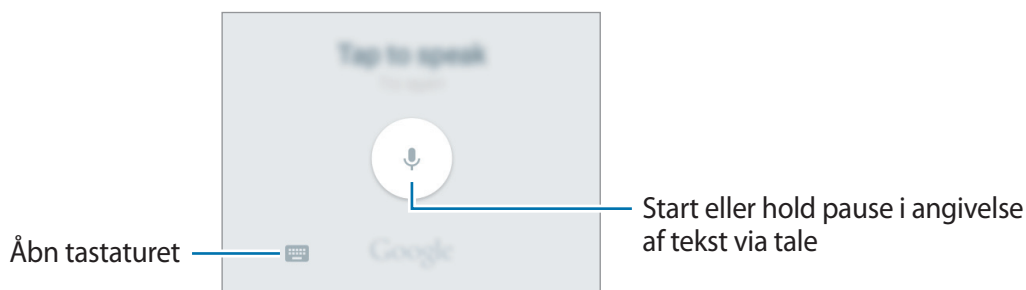 Tap to speak
Start eller hold pause i angivelse
af tekst via tale
Åbn tastaturet
Google